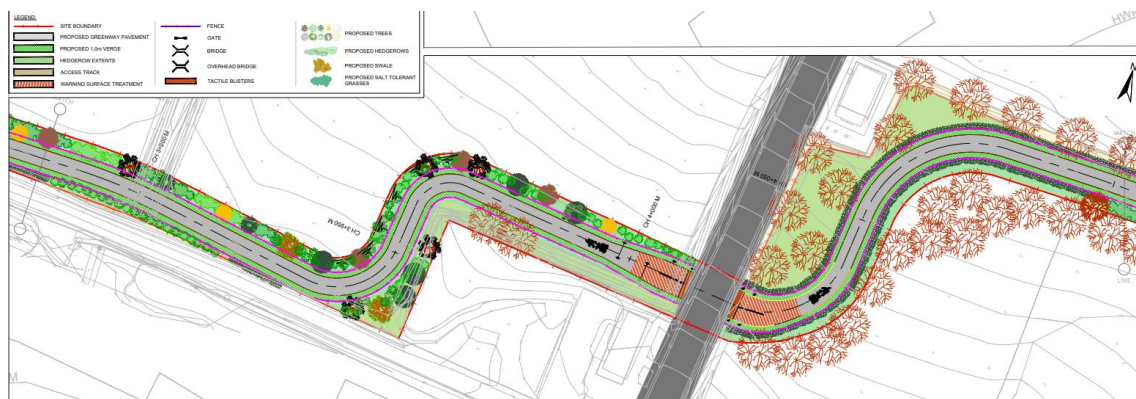 LEGEND:
SITE BOUNDARY
PROPOSED GREENWAY PAVEMENT
PROPOSED 1.0m VERGE
HEDGEROW EXTENTS
ACCESS TRACK
WARNING SURFACE TREATMENT
FENCE
GATE
BRIDGE
OVERHEAD BRIDGE
TACTILE BLISTERS
PROPOSED TREES
PROPOSED HEDGEROWS
PROPOSED SWALE
PROPOSED SALT TOLERANT
GRASSES
CH 3+950 M
CH 4+000 M
LINE